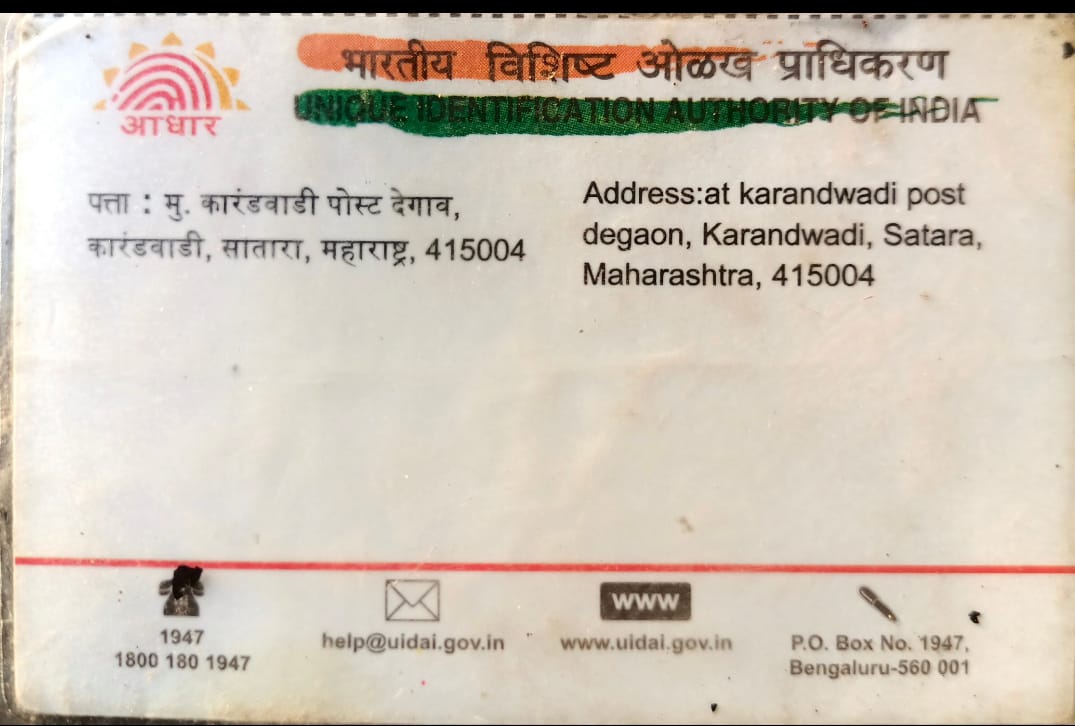 भारतीय विशिष्ट ओळख प्राधिकरण
UNIQUE IDENTIFICATION AUTHORITY OF INDIA
आधार
पत्ता : मु. कारंडवाडी पोस्ट देगाव,
कारंडवाडी, सातारा, महाराष्ट्र, 415004
Address:at karandwadi post
degaon, Karandwadi, Satara,
Maharashtra, 415004
1947
1800 180 1947
help@uidai.gov.in
www
www.uidai.gov.in
P.O. Box No. 1947,
Bengaluru-560 001